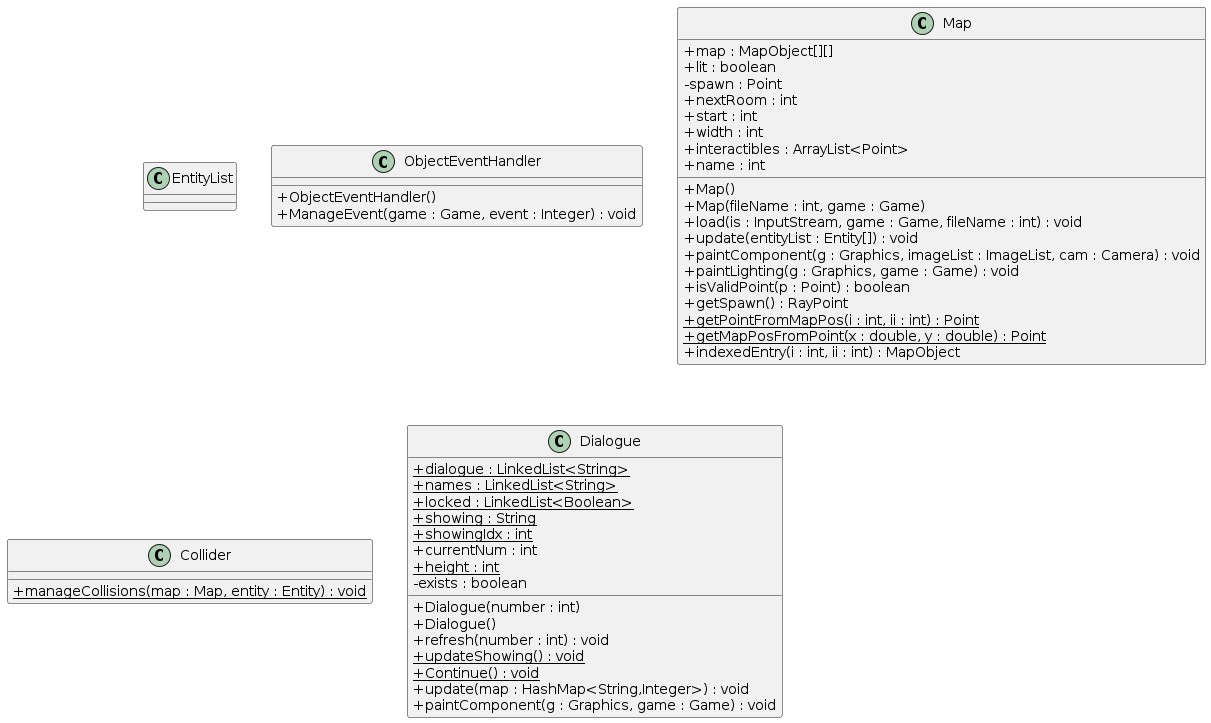 C EntityList
C ObjectEventHandler
+ObjectEventHandler()
+ManageEvent(game : Game, event : Integer) : void
C Map
+map : MapObject[][]
+lit : boolean
-spawn : Point
+nextRoom : int
+start : int
+width : int
+interactibles : ArrayList<Point>
+name : int
+Map()
+Map(fileName : int, game : Game)
+load(is : InputStream, game : Game, fileName : int) : void
+update(entityList : Entity[]) : void
+paintComponent(g : Graphics, imageList : ImageList, cam : Camera) : void
+paintLighting(g : Graphics, game : Game) : void
+isValidPoint(p : Point) : boolean
+getSpawn() : RayPoint
+getPointFromMapPos(i : int, ii : int) : Point
+getMapPosFromPoint(x : double, y : double) : Point
+indexedEntry(i : int, ii : int) : MapObject
C Collider
+manageCollisions(map : Map, entity : Entity) : void
C Dialogue
+dialogue : LinkedList<String>
+names : LinkedList<String>
+locked : LinkedList<Boolean>
+showing : String
+showingIdx : int
+currentNum : int
+height : int
-exists : boolean
+Dialogue(number : int)
+Dialogue()
+refresh(number : int) : void
+updateShowing() : void
+Continue() : void
+update(map : HashMap<String,Integer>) : void
+paintComponent(g : Graphics, game : Game) : void